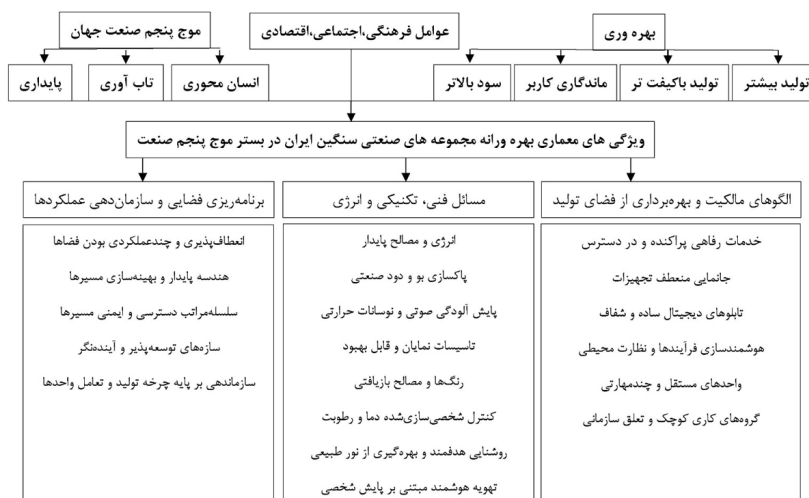 بهره وری
عوامل فرهنگی،اجتماعی،اقتصادی
موج پنجم صنعت جهان
تولید بیشتر
تولید باکیفت تر
ماندگاری کاربر
سود بالاتر
انسان محوری
تاب آوری
پایداری
ویژگی های معماری بهره ورانه مجموعه های صنعتی سنگین ایران در بستر موج پنجم صنعت
الگوهای مالکیت و بهره‌برداری از فضای تولید
خدمات رفاهی پراکنده و در دسترس
جانمایی منعطف تجهیزات
تابلوهای دیجیتال ساده و شفاف
هوشمندسازی فرآیندها و نظارت محیطی
واحدهای مستقل و چندمهارتی
گروه‌های کاری کوچک و تعلق سازمانی
مسائل فنی، تکنیکی و انرژی
انرژی و مصالح پایدار
پاکسازی بو و دود صنعتی
پایش آلودگی صوتی و نوسانات حرارتی
تاسیسات نمایان و قابل بهبود
رنگ‌ها و مصالح بازیافتی
کنترل شخصی‌سازی‌شده دما و رطوبت
روشنایی هدفمند و بهره‌گیری از نور طبیعی
تهویه هوشمند مبتنی بر پایش شخصی
برنامه‌ریزی فضایی و سازمان‌دهی عملکردها
انعطاف‌پذیری و چندعملکردی بودن فضاها
هندسه پایدار و بهینه‌سازی مسیرها
سلسله‌مراتب دسترسی و ایمنی مسیرها
سازه‌های توسعه‌پذیر و آینده‌نگر
سازماندهی بر پایه چرخه تولید و تعامل واحدها